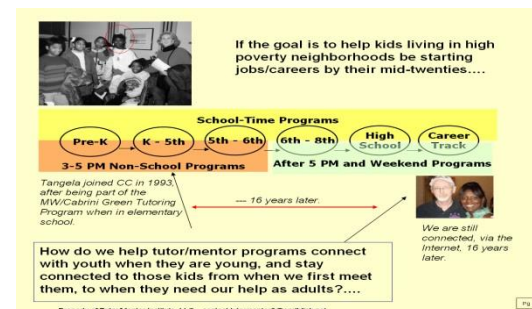 If the goal is to help kids living in high
poverty neighborhoods be starting
jobs/careers by their mid-twenties....
School-Time Programs
Pre-K
K - 5th
5th - 6th
6th - 8th
High
School
Career
Track
3-5 PM Non-School Programs
After 5 PM and Weekend Programs
Tangela joined CC in 1993,
after being part of the
MW/Cabrini Green Tutoring
Program when in elementary
school.
--- 16 years later.
We are still
connected, via the
Internet, 16 years
later.
How do we help tutor/mentor programs connect
with youth when they are young, and stay
connected to those kids from when we first meet
them, to when they need our help as adults?....
Pg